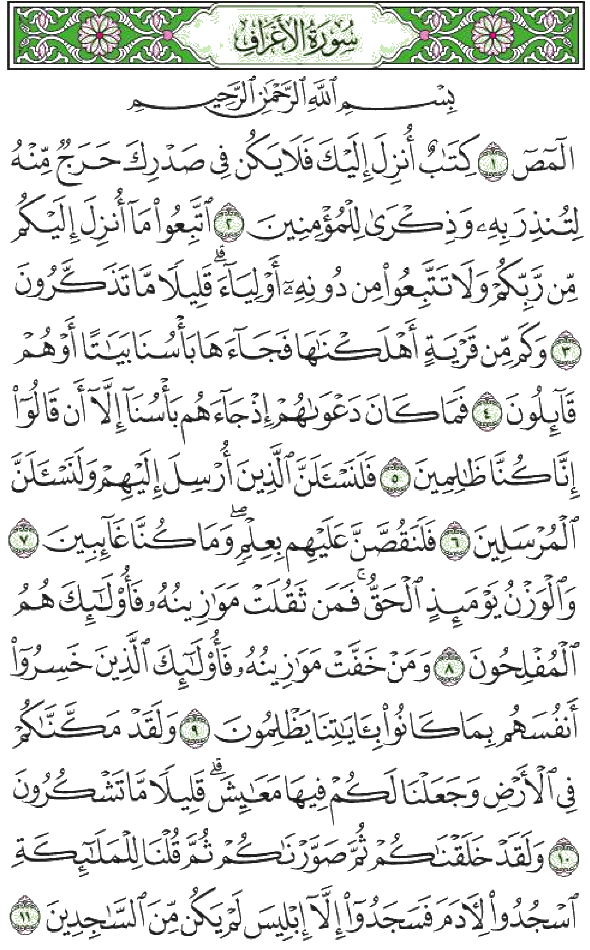 سُورَةُ الأَعْرَافِ
بِسْمِ ٱللَّهِ ٱلرَّحْمَٰنِ ٱلرَّحِيمِ
الٓمٓصٓ ١ كِتَٰبٌ أُنزِلَ إِلَيْكَ فَلَا يَكُن فِى صَدْرِكَ حَرَجٌ مِّنْهُ
لِتُنذِرَ بِهِۦ وَذِكْرَىٰ لِلْمُؤْمِنِينَ ٢ ٱتَّبِعُوا۟ مَآ أُنزِلَ إِلَيْكُم
مِّن رَّبِّكُمْ وَلَا تَتَّبِعُوا۟ مِن دُونِهِۦٓ أَوْلِيَآءَ ۗ قَلِيلًا مَّا تَذَكَّرُونَ
٣ وَكَم مِّن قَرْيَةٍ أَهْلَكْنَٰهَا فَجَآءَهَا بَأْسُنَا بَيَٰتًا أَوْ هُمْ
قَآئِلُونَ ٤ فَمَا كَانَ دَعْوَىٰهُمْ إِذْ جَآءَهُم بَأْسُنَآ إِلَّآ أَن قَالُوٓا۟
إِنَّا كُنَّا ظَٰلِمِينَ ٥ فَلَنَسْـَٔلَنَّ ٱلَّذِينَ أُرْسِلَ إِلَيْهِمْ وَلَنَسْـَٔلَنَّ
ٱلْمُرْسَلِينَ ٦ فَلَنَقُصَّنَّ عَلَيْهِم بِعِلْمٍ ۖ وَمَا كُنَّا غَآئِبِينَ ٧
وَٱلْوَزْنُ يَوْمَئِذٍ ٱلْحَقُّ ۚ فَمَن ثَقُلَتْ مَوَٰزِينُهُۥ فَأُو۟لَٰٓئِكَ هُمُ
ٱلْمُفْلِحُونَ ٨ وَمَنْ خَفَّتْ مَوَٰزِينُهُۥ فَأُو۟لَٰٓئِكَ ٱلَّذِينَ خَسِرُوٓا۟
أَنفُسَهُم بِمَا كَانُوا۟ بِـَٔايَٰتِنَا يَظْلِمُونَ ٩ وَلَقَدْ مَكَّنَّٰكُمْ
فِى ٱلْأَرْضِ وَجَعَلْنَا لَكُمْ فِيهَا مَعَٰيِشَ ۗ قَلِيلًا مَّا تَشْكُرُونَ
١٠ وَلَقَدْ خَلَقْنَٰكُمْ ثُمَّ صَوَّرْنَٰكُمْ ثُمَّ قُلْنَا لِلْمَلَٰٓئِكَةِ
ٱسْجُدُوا۟ لِـَٔادَمَ فَسَجَدُوٓا۟ إِلَّآ إِبْلِيسَ لَمْ يَكُن مِّنَ ٱلسَّٰجِدِينَ ١١